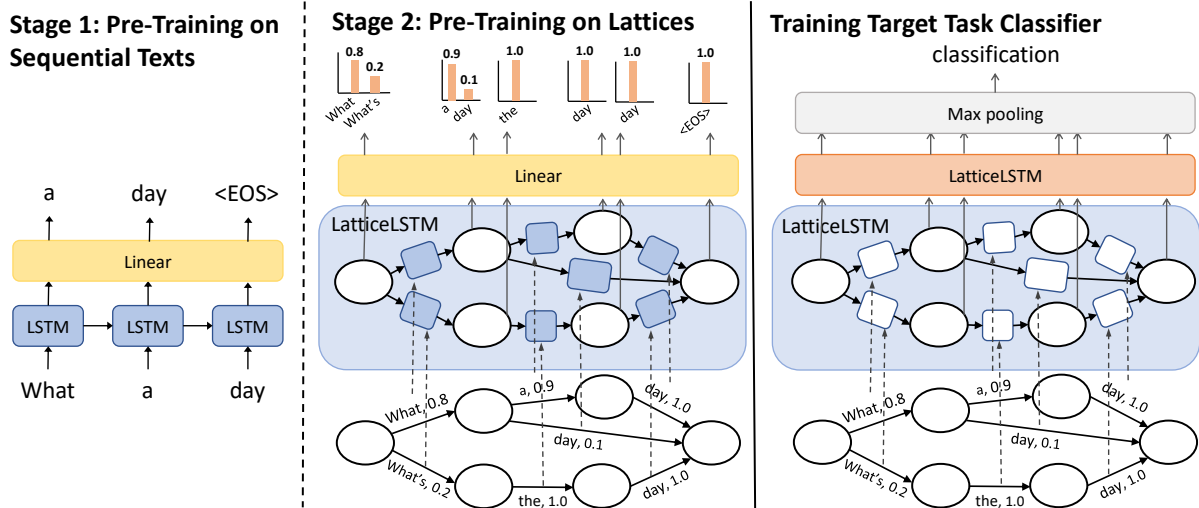 Stage 1: Pre-Training on
Sequential Texts
a
day
<EOS>
Linear
LSTM
LSTM
LSTM
What
a
day
Stage 2: Pre-Training on Lattices
0.8
0.2
What
What's
0.9
0.1
a
day
1.0
the
1.0
day
1.0
day
1.0
<EOS>
Linear
LatticeLSTM
What, 0.8
a, 0.9
day, 1.0
day, 0.1
What's, 0.2
the, 1.0
day, 1.0
Training Target Task Classifier
classification
Max pooling
LatticeLSTM
LatticeLSTM
What, 0.8
a, 0.9
day, 1.0
day, 0.1
What's, 0.2
the, 1.0
day, 1.0